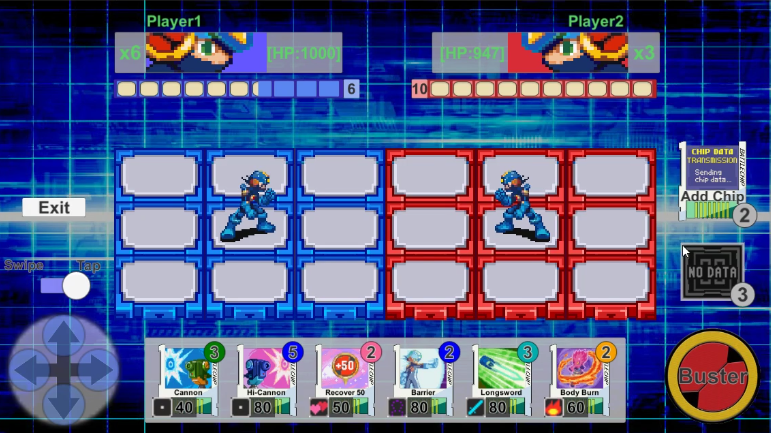 Player1
Player2
x6
[HP:1000]
[HP:947]
x3
6
10
CHIP DATA
TRANSMISSION
Sending
chip data...
Add Chip
2
Exit
Swipe
Tap
NO DATA
3
3
5
2
2
3
2
Cannon
Hi-Cannon
Recover 50
Barrier
Longsword
Body Burn
+50
40
80
50
80
80
60
Buster